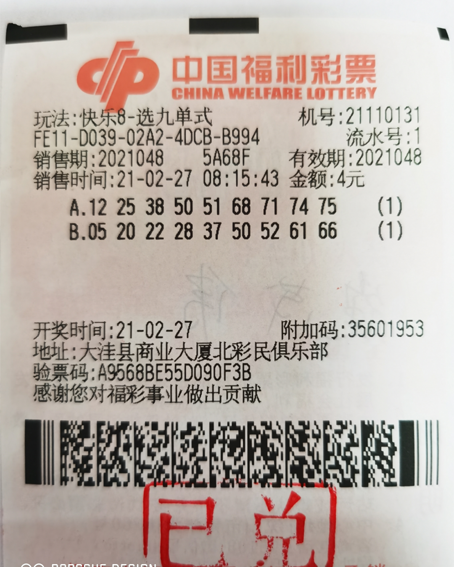 中国福利彩票
CHINA WELFARE LOTTERY
玩法:快乐8-选九单式 机号:21110131
FE11-D039-02A2-4DCB-B994 流水号:1
销售期:2021048 5A68F 有效期:2021048
销售时间:21-02-27 08:15:43 金额:4元
A.12 25 38 50 51 68 71 74 75 (1)
B.05 20 22 28 37 50 52 61 66 (1)
开奖时间:21-02-27 附加码:35601953
地址:大洼县商业大厦北彩民俱乐部
验票码:A9568BE55D090F3B
感谢您对福彩事业做出贡献
已兑
PORSCHE DESIGN